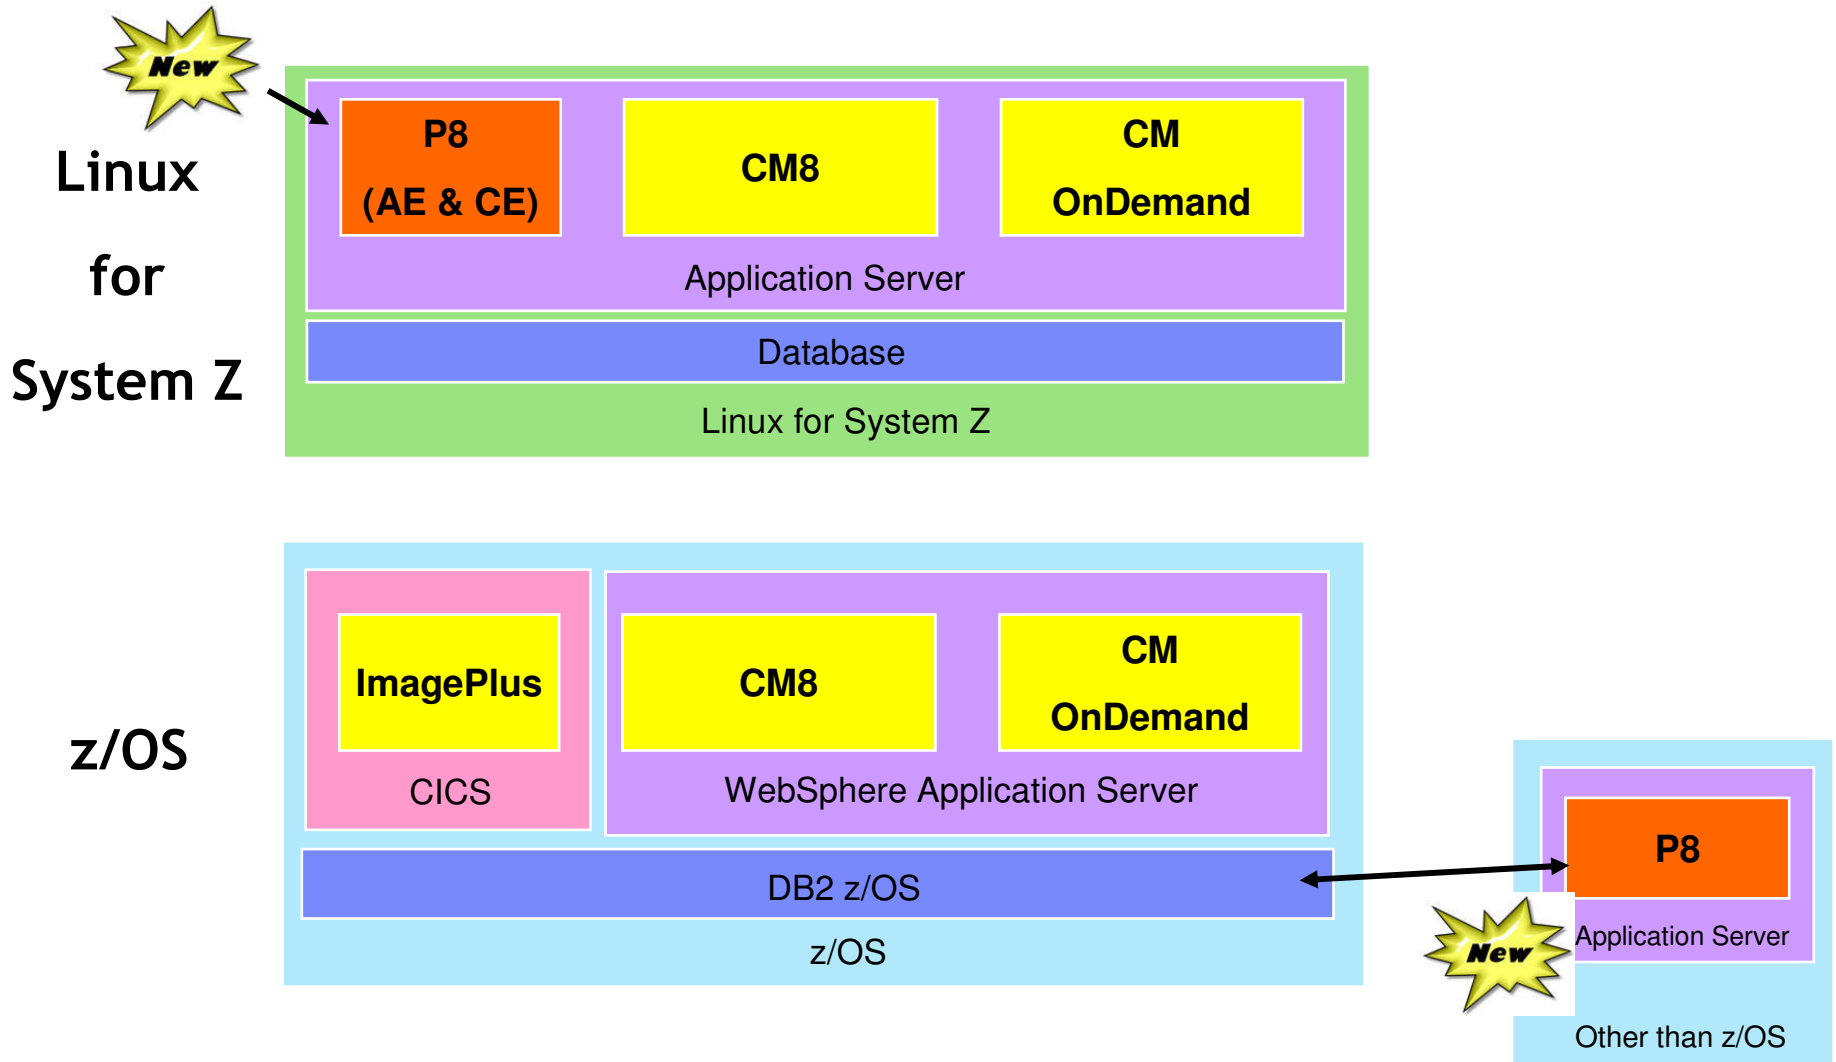 New
Linux
for
System Z
P8
(AE & CE)
CM8
CM
OnDemand
Application Server
Database
Linux for System Z
z/OS
ImagePlus
CICS
CM8
CM
OnDemand
WebSphere Application Server
DB2 z/OS
z/OS
P8
Application Server
New
Other than z/OS